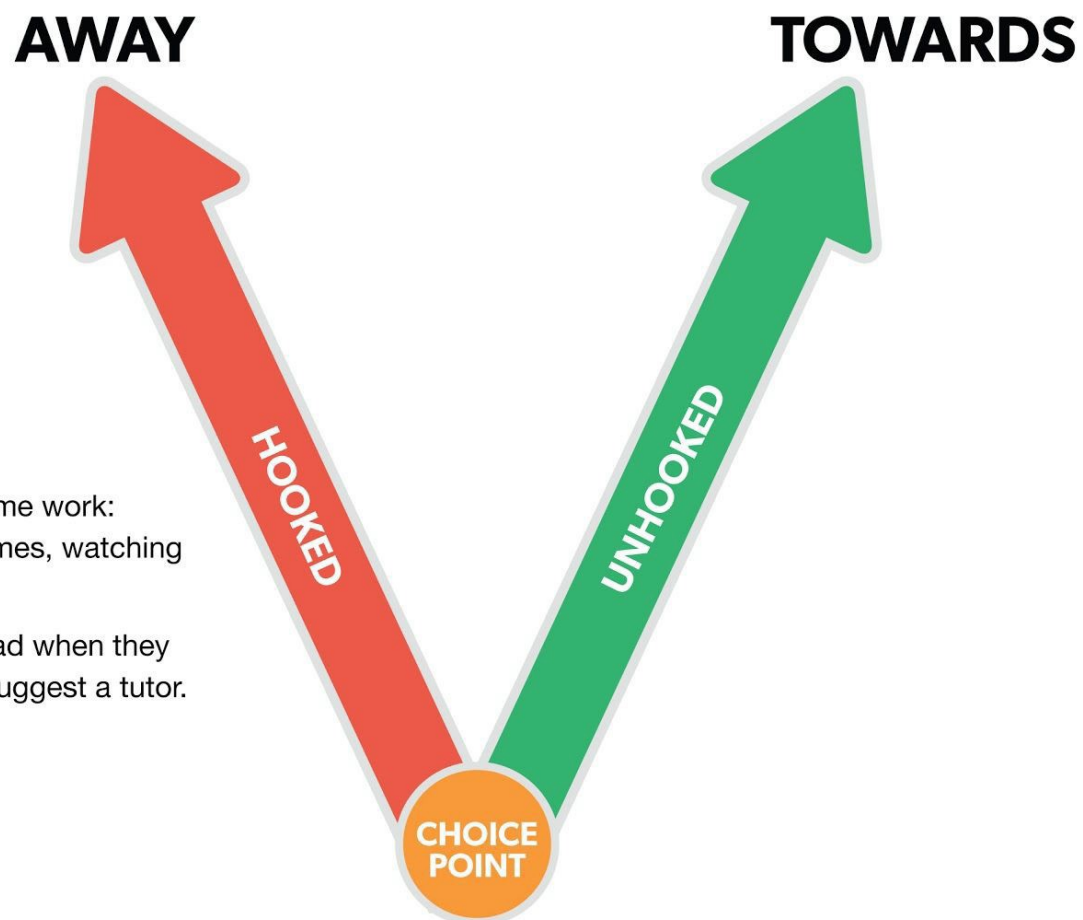 AWAY
TOWARDS
HOOKED
UNHOOKED
me work:
mes, watching
ad when they
uggest a tutor.
CHOICE
POINT